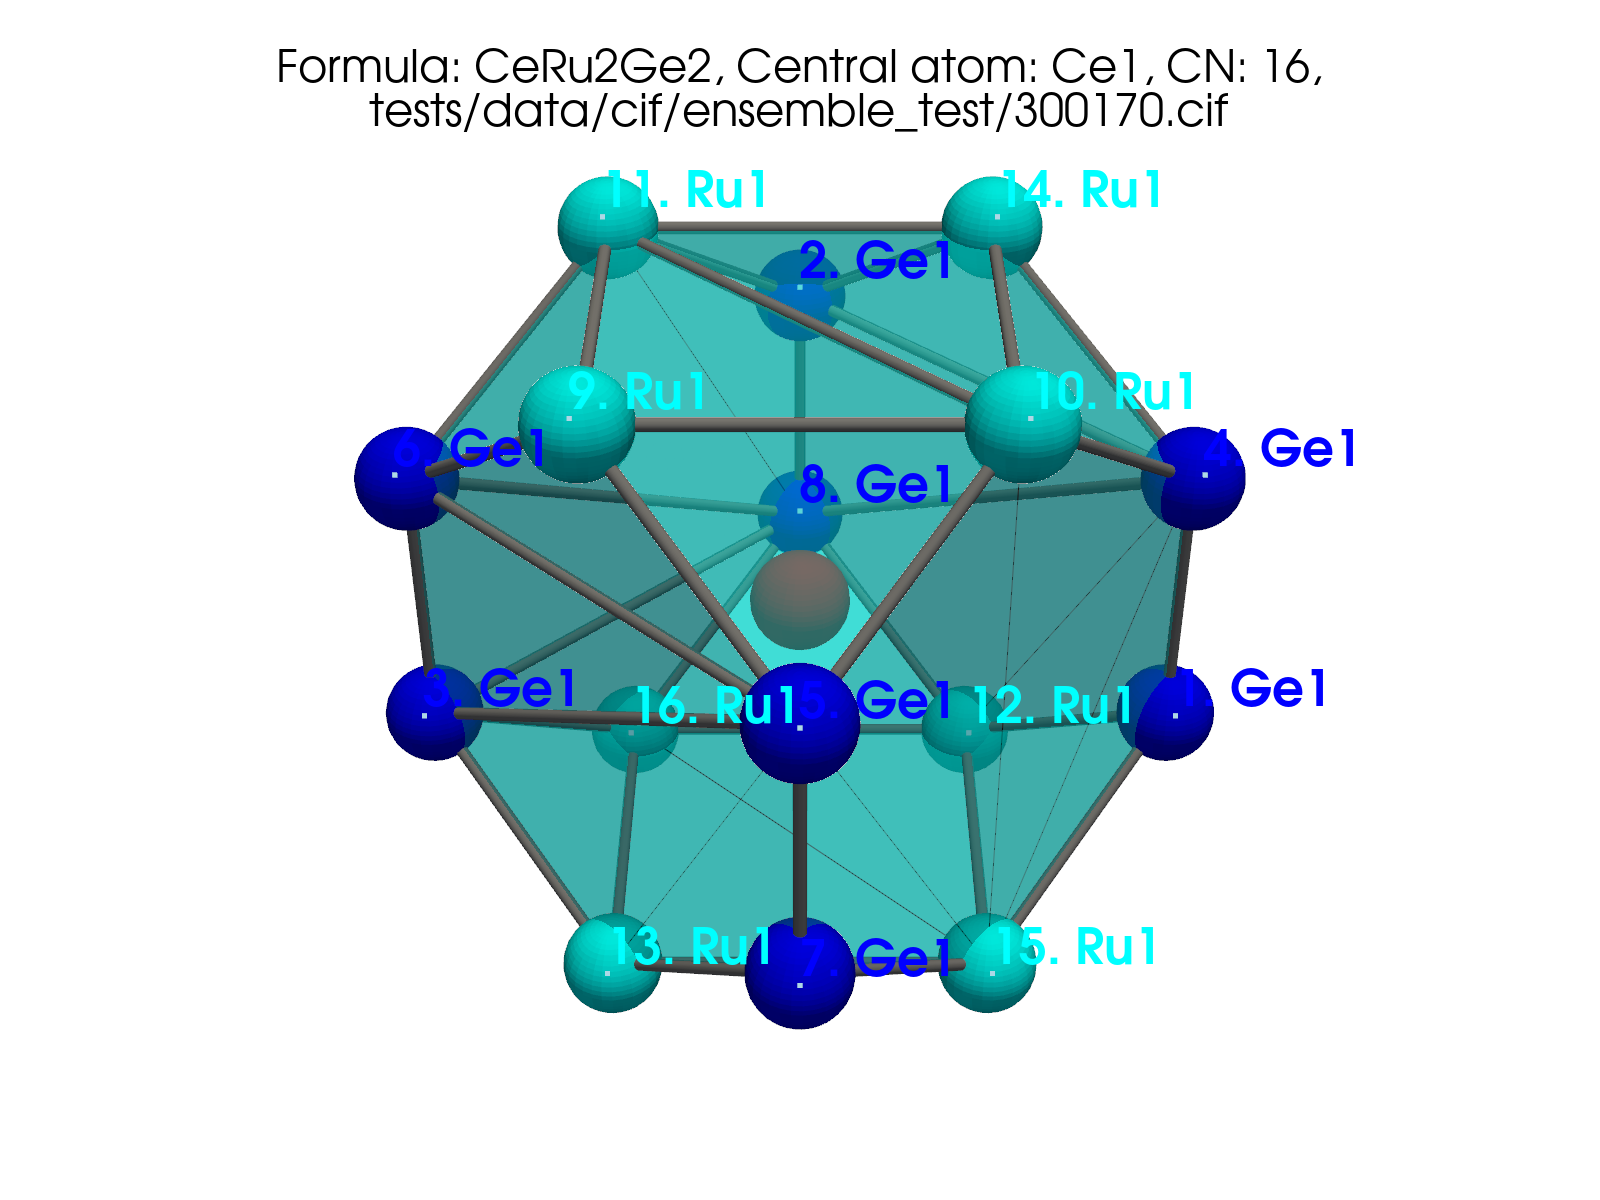 Formula: CeRu2Ge2, Central atom: Ce1, CN: 16,
tests/data/cif/ensemble_test/300170.cif
11. Ru1
14. Ru1
2. Ge1
9. Ru1
10. Ru1
6. Ge1
4. Ge1
8. Ge1
3. Ge1
16. Ru1
5. Ge1
12. Ru1
1. Ge1
13. Ru1
7. Ge1
15. Ru1